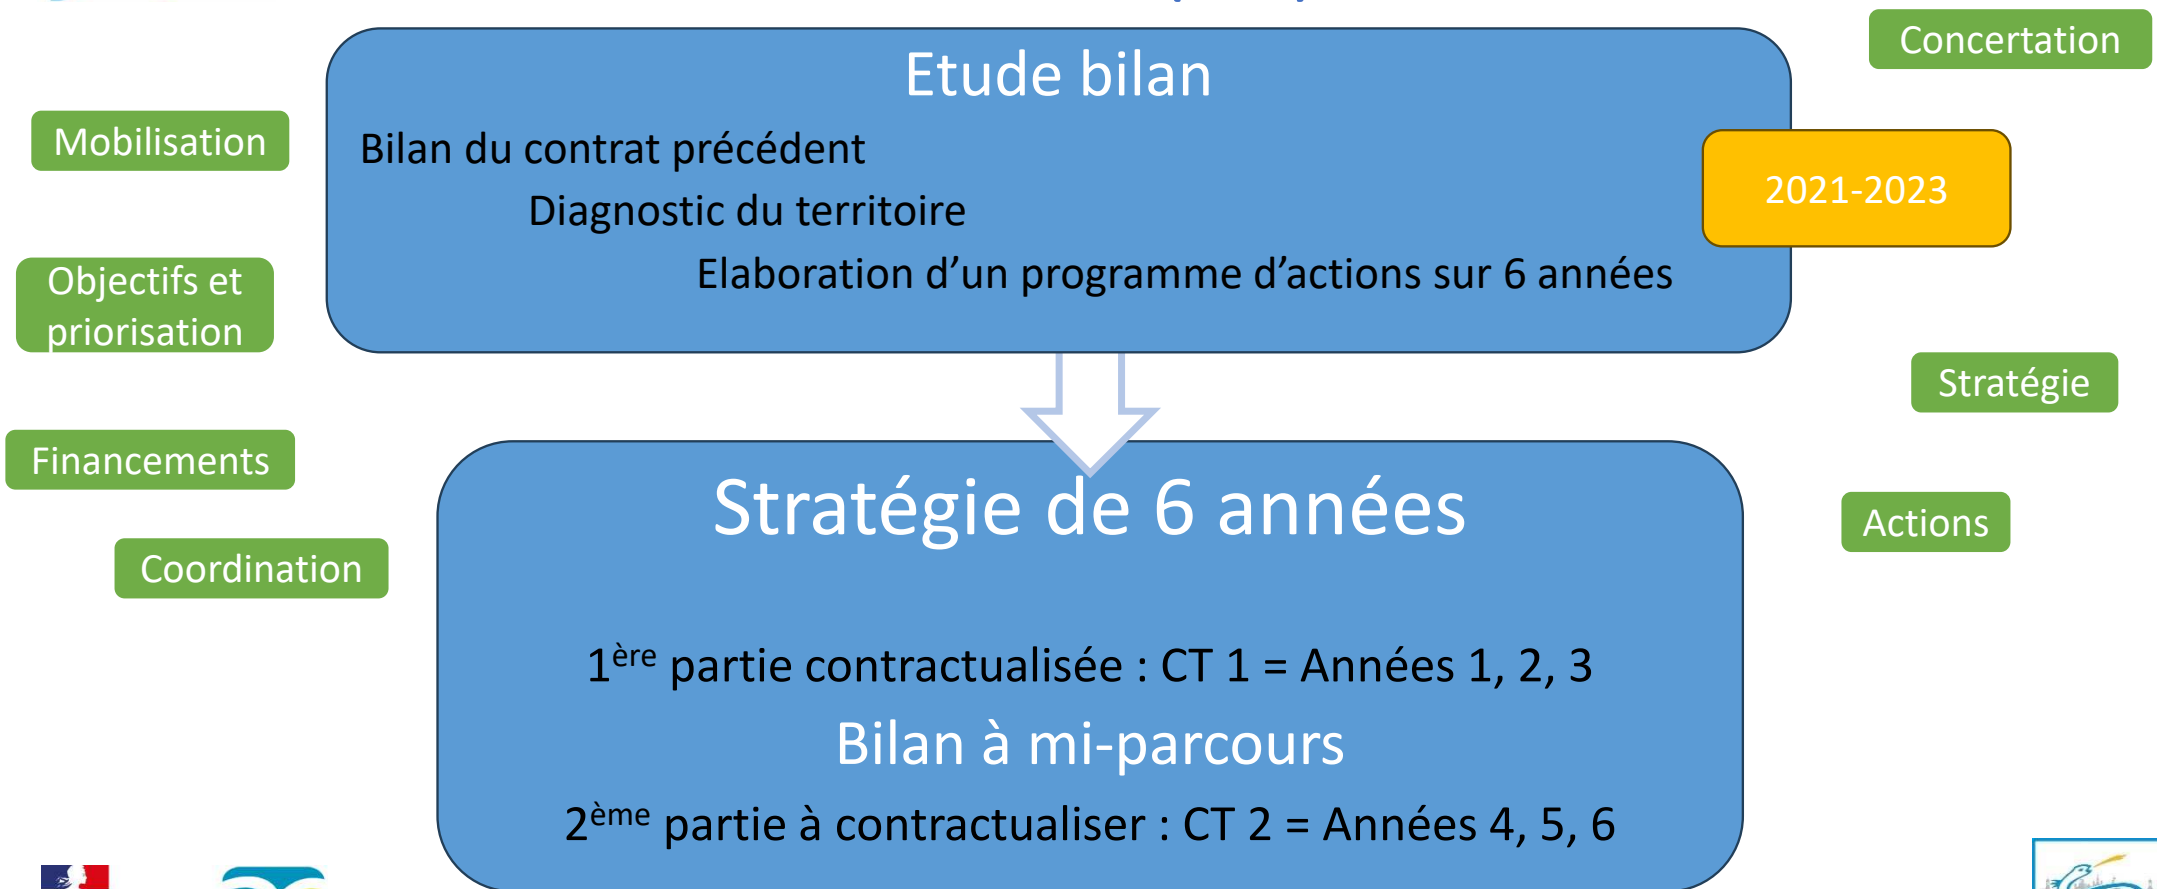 Concertation
Etude bilan
Mobilisation
Bilan du contrat précédent
2021-2023
Diagnostic du territoire
Elaboration d’un programme d’actions sur 6 années
Objectifs et
priorisation
Stratégie
Financements
Stratégie de 6 années
Actions
Coordination
1ère partie contractualisée : CT 1 = Années 1, 2, 3
Bilan à mi-parcours
2ème partie à contractualiser : CT 2 = Années 4, 5, 6